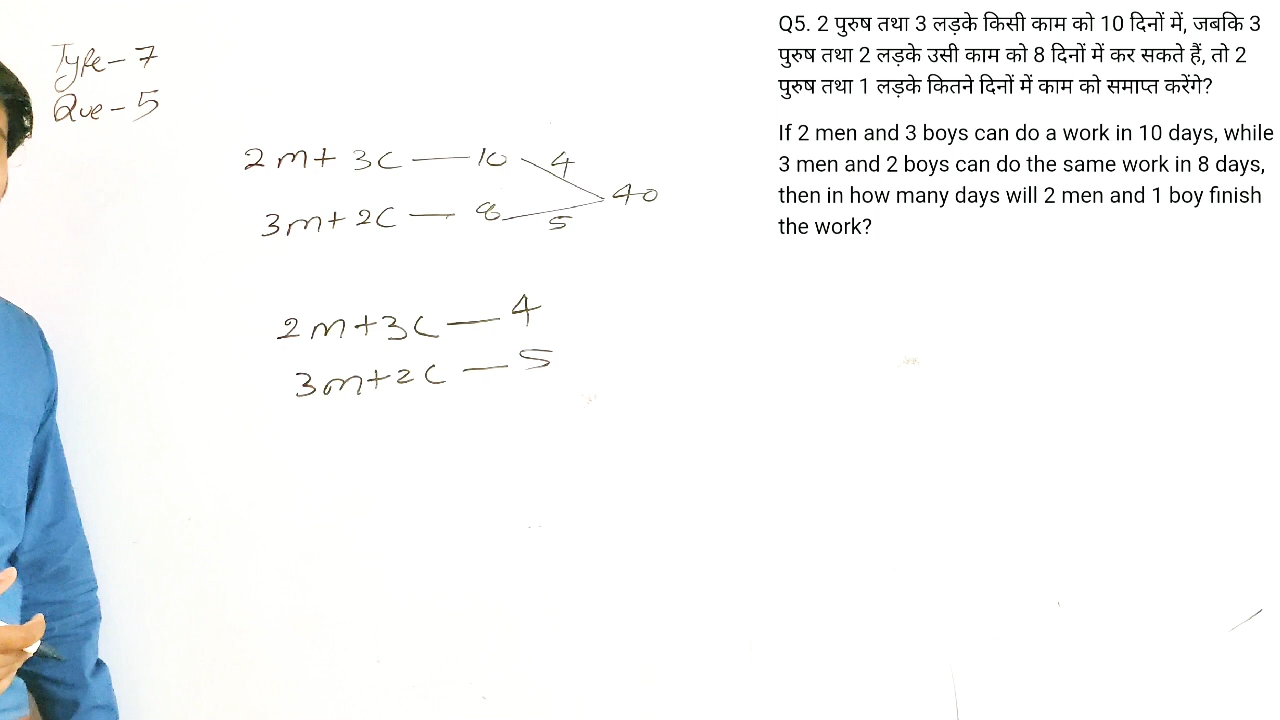 Type-7
Que-5
2m+ 3c — 10 4
40
3m+2c — 8 5
2m+3c — 4
3m+2c — 5
Q5. 2 पुरुष तथा 3 लड़के किसी काम को 10 दिनों में, जबकि 3
पुरुष तथा 2 लड़के उसी काम को 8 दिनों में कर सकते हैं, तो 2
पुरुष तथा 1 लड़के कितने दिनों में काम को समाप्त करेंगे?
If 2 men and 3 boys can do a work in 10 days, while
3 men and 2 boys can do the same work in 8 days,
then in how many days will 2 men and 1 boy finish
the work?